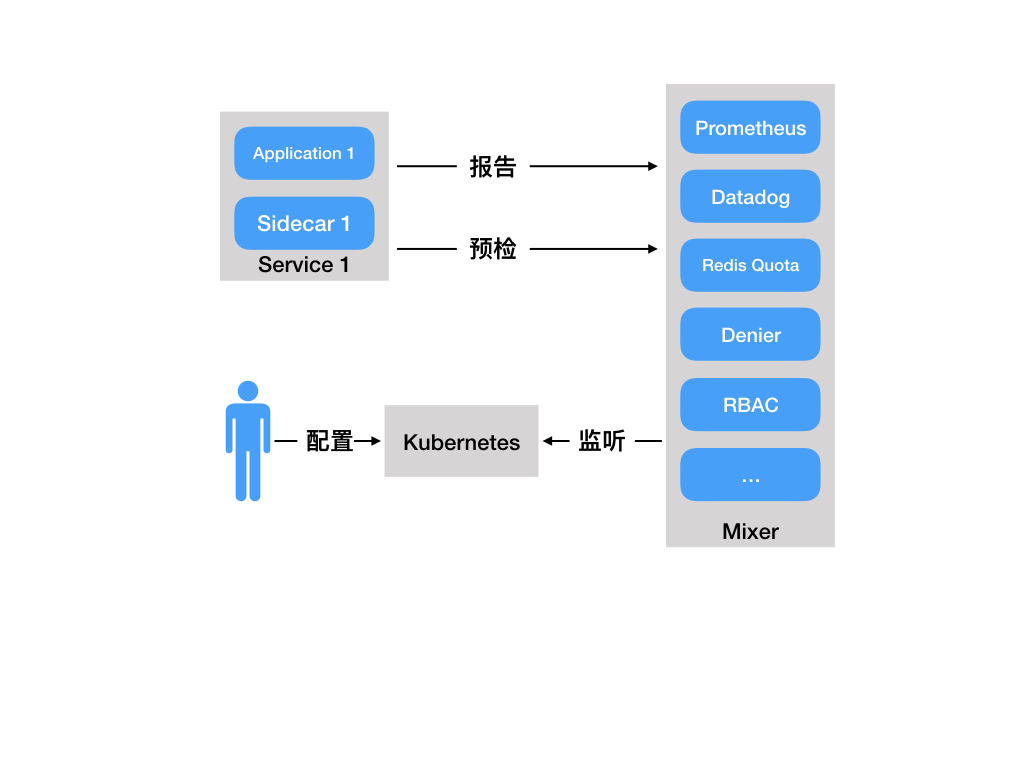 Application 1
Sidecar 1
Service 1
报告
预检
Prometheus
Datadog
Redis Quota
Denier
RBAC
...
Mixer
配置
Kubernetes
监听